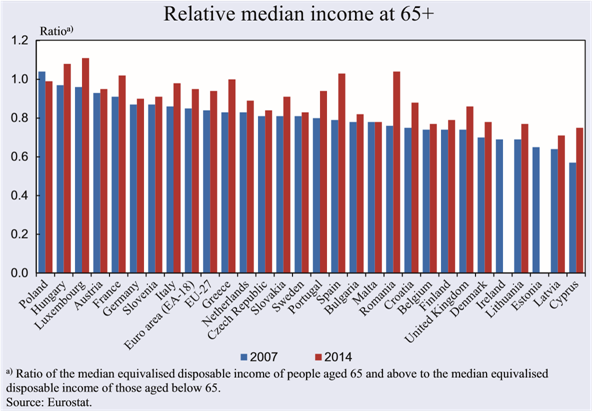 Relative median income at 65+
Ratio a)
1.2
1.0
0.8
0.6
0.4
0.2
0.0
Poland
Hungary
Luxembourg
Austria
France
Germany
Slovenia
Italy
Euro area (EA-18)
EU-27
Greece
Netherlands
Czech Republic
Slovakia
Sweden
Portugal
Spain
Bulgaria
Malta
Romania
Croatia
Belgium
Finland
United Kingdom
Denmark
Ireland
Lithuania
Estonia
Latvia
Cyprus
2007 2014
a) Ratio of the median equivalised disposable income of people aged 65 and above to the median equivalised
disposable income of those aged below 65.
Source: Eurostat.